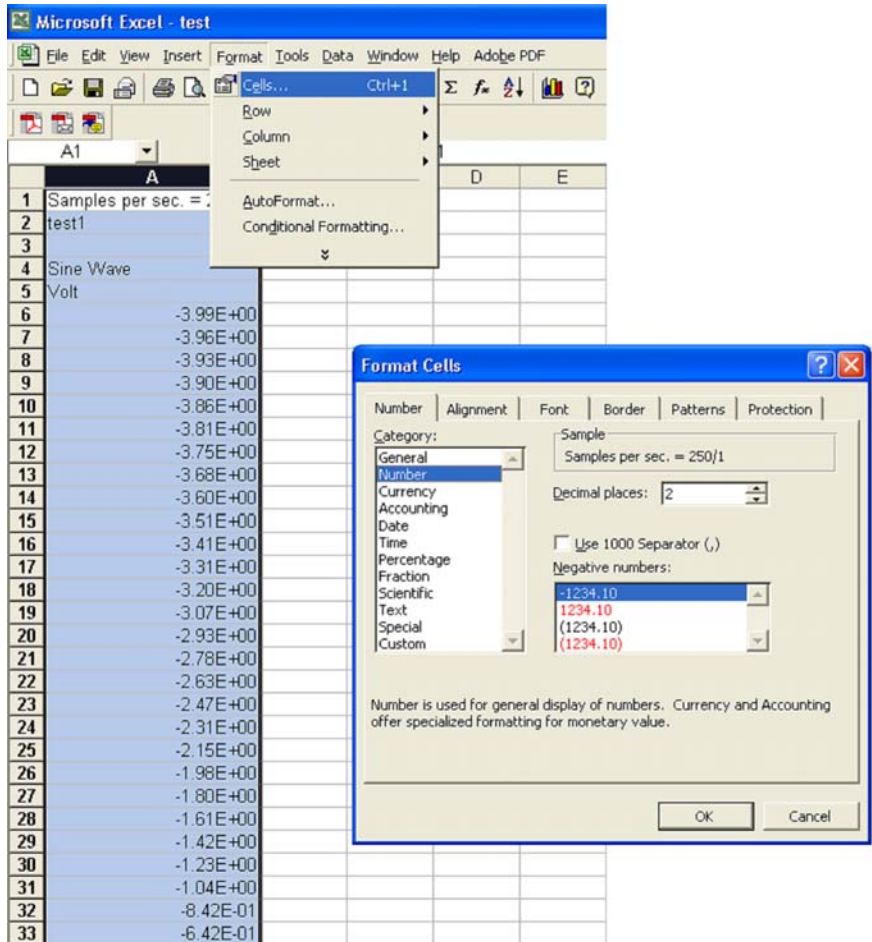 Microsoft Excel - test
File Edit View Insert Format Tools Data Window Help Adobe PDF
Cells... Ctrl+1
Row
Column
Sheet
AutoFormat...
Conditional Formatting...
A1
A D E
1 Samples per sec. =
2 test1
3
4 Sine Wave
5 Volt
6 -3.99E+00
7 -3.96E+00
8 -3.93E+00
9 -3.90E+00
10 -3.86E+00
11 -3.81E+00
12 -3.75E+00
13 -3.68E+00
14 -3.60E+00
15 -3.51E+00
16 -3.41E+00
17 -3.31E+00
18 -3.20E+00
19 -3.07E+00
20 -2.93E+00
21 -2.78E+00
22 -2.63E+00
23 -2.47E+00
24 -2.31E+00
25 -2.15E+00
26 -1.98E+00
27 -1.80E+00
28 -1.61E+00
29 -1.42E+00
30 -1.23E+00
31 -1.04E+00
32 -8.42E-01
33 -6.42E-01
Format Cells
Number Alignment Font Border Patterns Protection
Category:
General
Number
Currency
Accounting
Date
Time
Percentage
Fraction
Scientific
Text
Special
Custom
Sample
Samples per sec. = 250/1
Decimal places: 2
Use 1000 Separator (,)
Negative numbers:
-1234.10
1234.10
(1234.10)
(1234.10)
Number is used for general display of numbers. Currency and Accounting
offer specialized formatting for monetary value.
OK Cancel